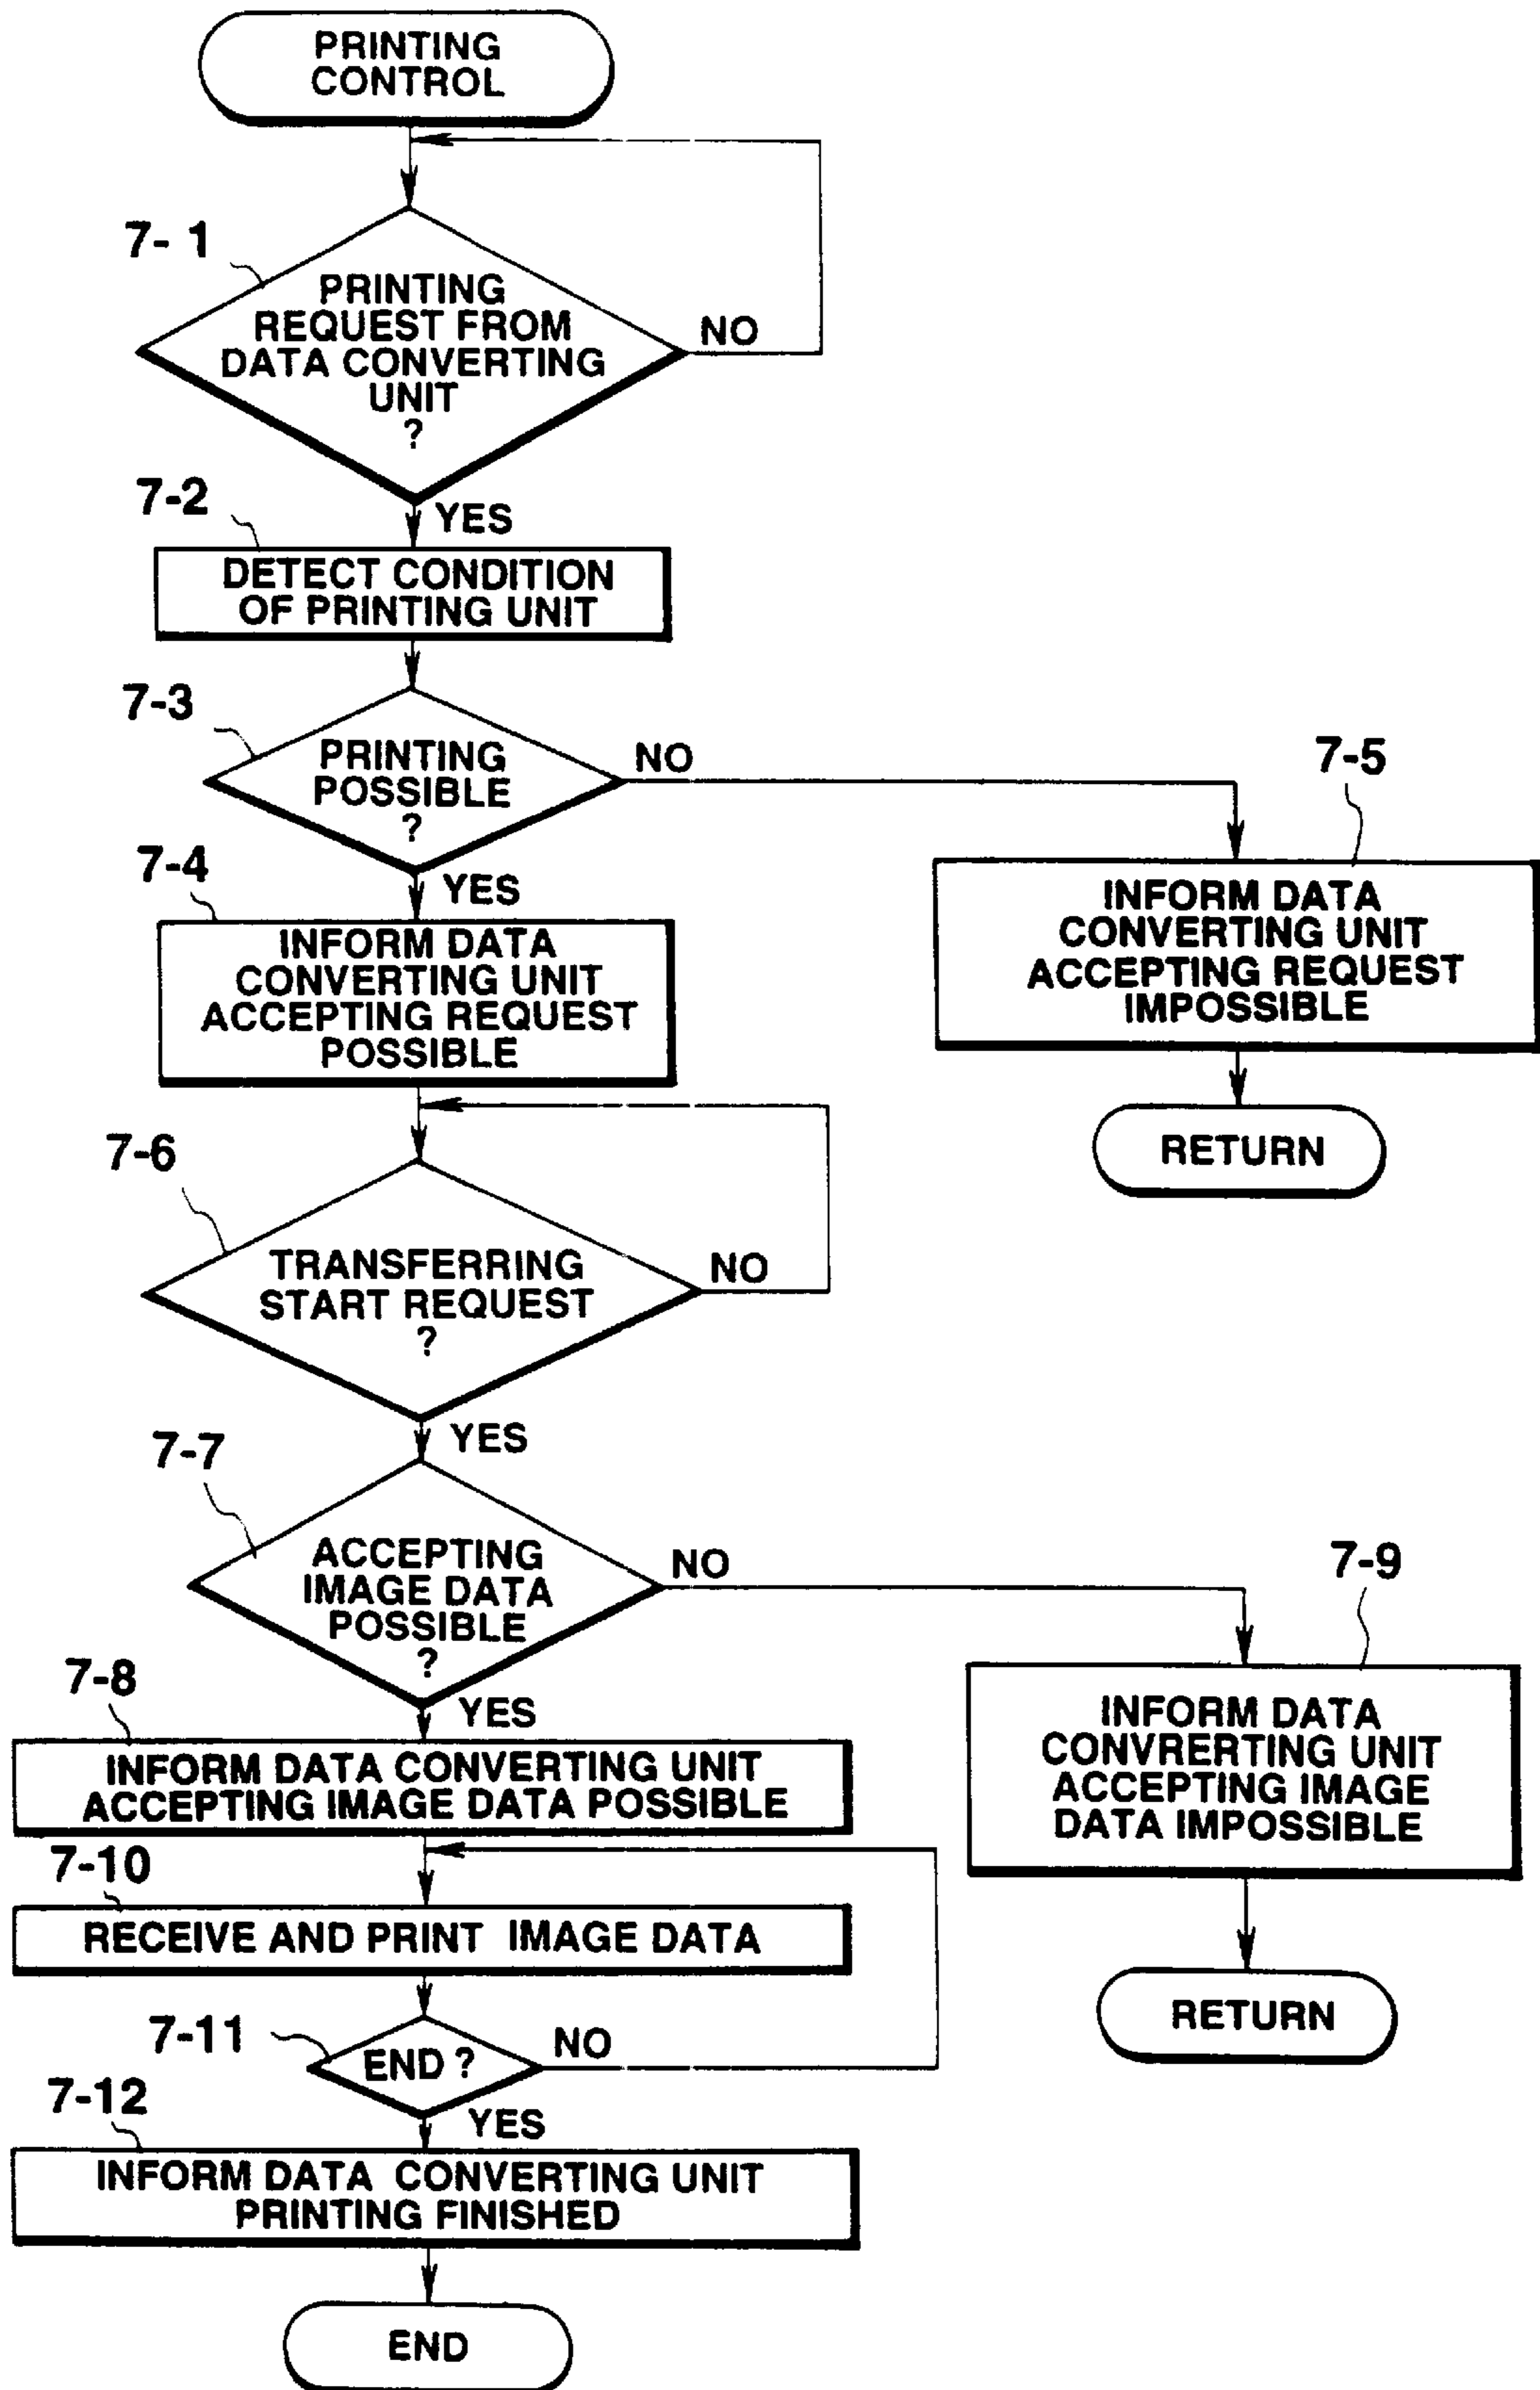 PRINTING
CONTROL
7- 1
PRINTING
REQUEST FROM
DATA CONVERTING
UNIT
?
NO
YES
7-2
DETECT CONDITION
OF PRINTING UNIT
7-3
PRINTING
POSSIBLE
?
NO
YES
7-5
INFORM DATA
CONVERTING UNIT
ACCEPTING REQUEST
IMPOSSIBLE
RETURN
7-4
INFORM DATA
CONVERTING UNIT
ACCEPTING REQUEST
POSSIBLE
7-6
TRANSFERRING
START REQUEST
?
NO
YES
7-7
ACCEPTING
IMAGE DATA
POSSIBLE
?
NO
YES
7-9
INFORM DATA
CONVRERTING UNIT
ACCEPTING IMAGE
DATA IMPOSSIBLE
RETURN
7-8
INFORM DATA CONVERTING UNIT
ACCEPTING IMAGE DATA POSSIBLE
7-10
RECEIVE AND PRINT IMAGE DATA
7-11
END ?
NO
YES
7-12
INFORM DATA CONVERTING UNIT
PRINTING FINISHED
END